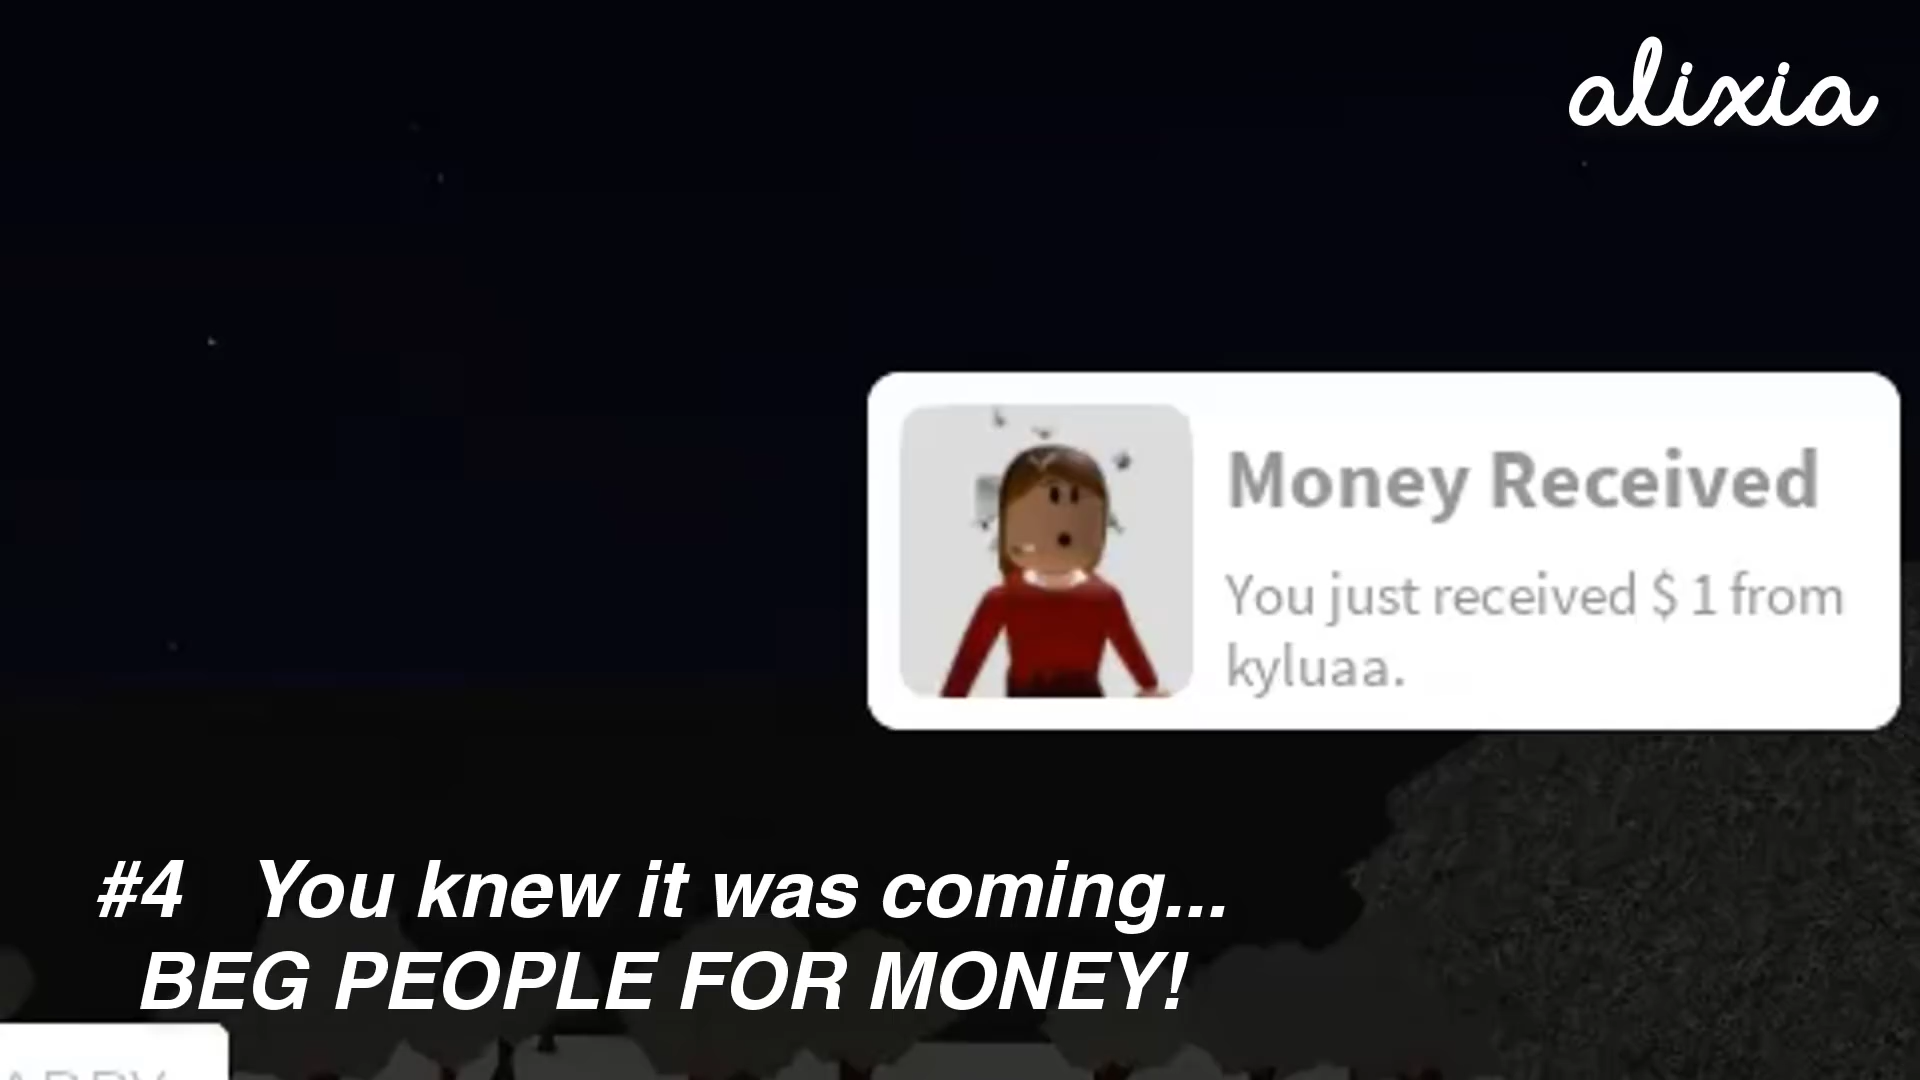 alixia
Money Received
You just received $ 1 from
kyluaa.
#4 You knew it was coming...
BEG PEOPLE FOR MONEY!